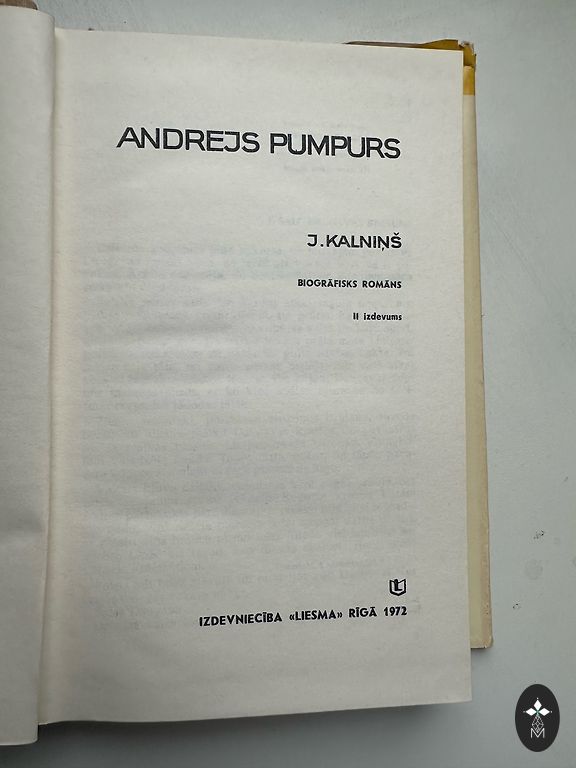 ANDREJS PUMPURS
J. KALNIŅŠ
BIOGRĀFISKS ROMĀNS
II izdevums
IZDEVNIECĪBA «LIESMA» RĪGĀ 1972